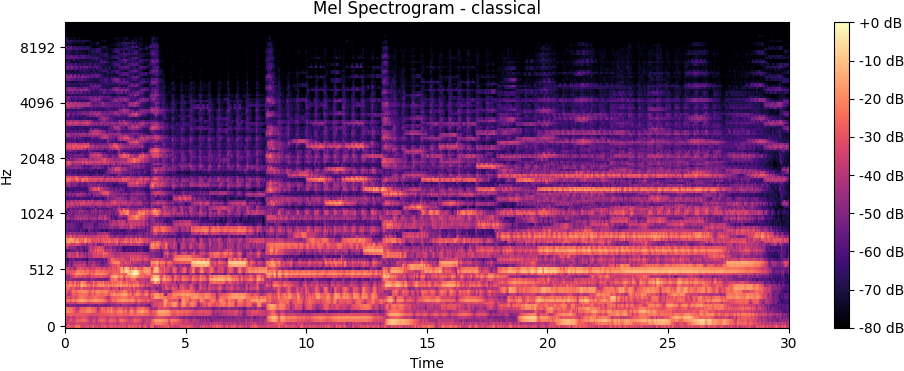 Mel Spectrogram - classical
Hz
8192
4096
2048
1024
512
0
0 5 10 15 20 25 30
Time
+0 dB
-10 dB
-20 dB
-30 dB
-40 dB
-50 dB
-60 dB
-70 dB
-80 dB